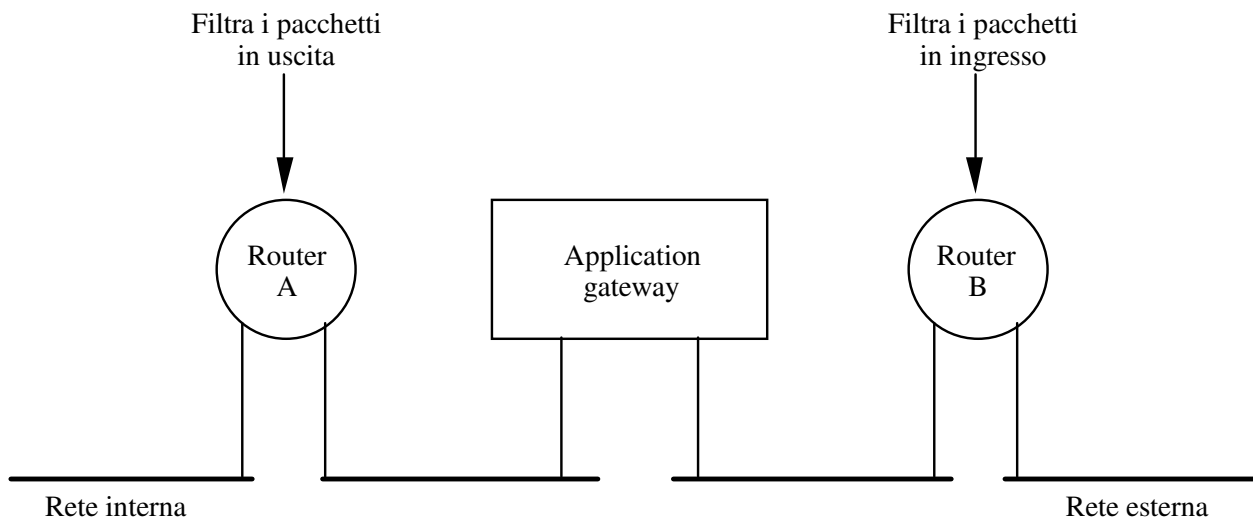 Filtra i pacchetti
in uscita
Filtra i pacchetti
in ingresso
Router
A
Application
gateway
Router
B
Rete interna
Rete esterna